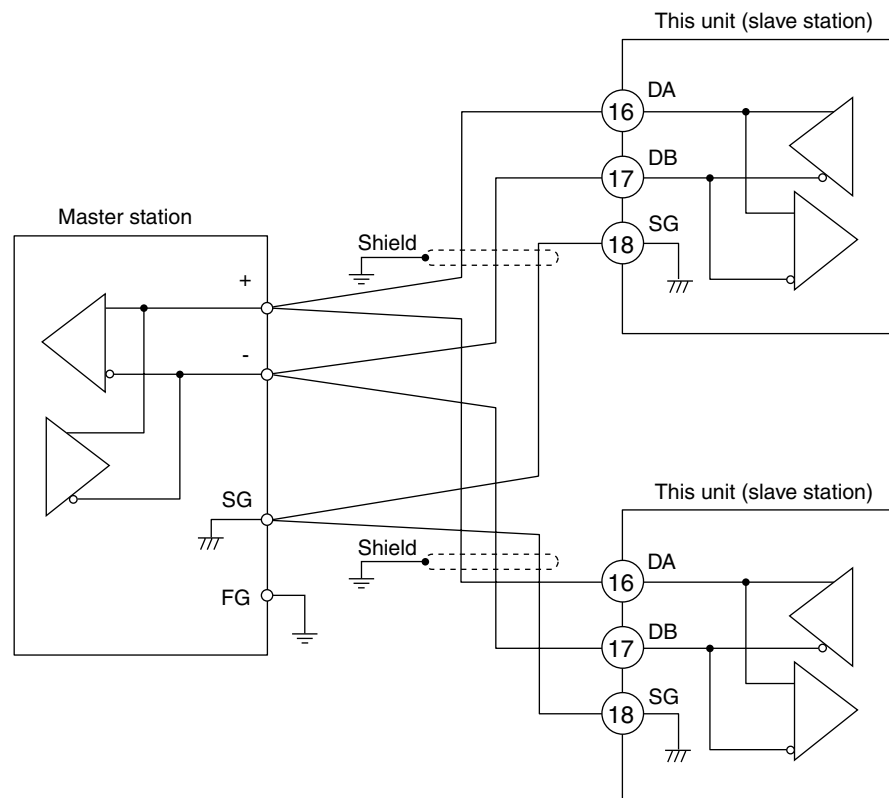 This unit (slave station)
16
DA
17
DB
18
SG
Shield
Master station
+
-
SG
FG
This unit (slave station)
Shield
16
DA
17
DB
18
SG